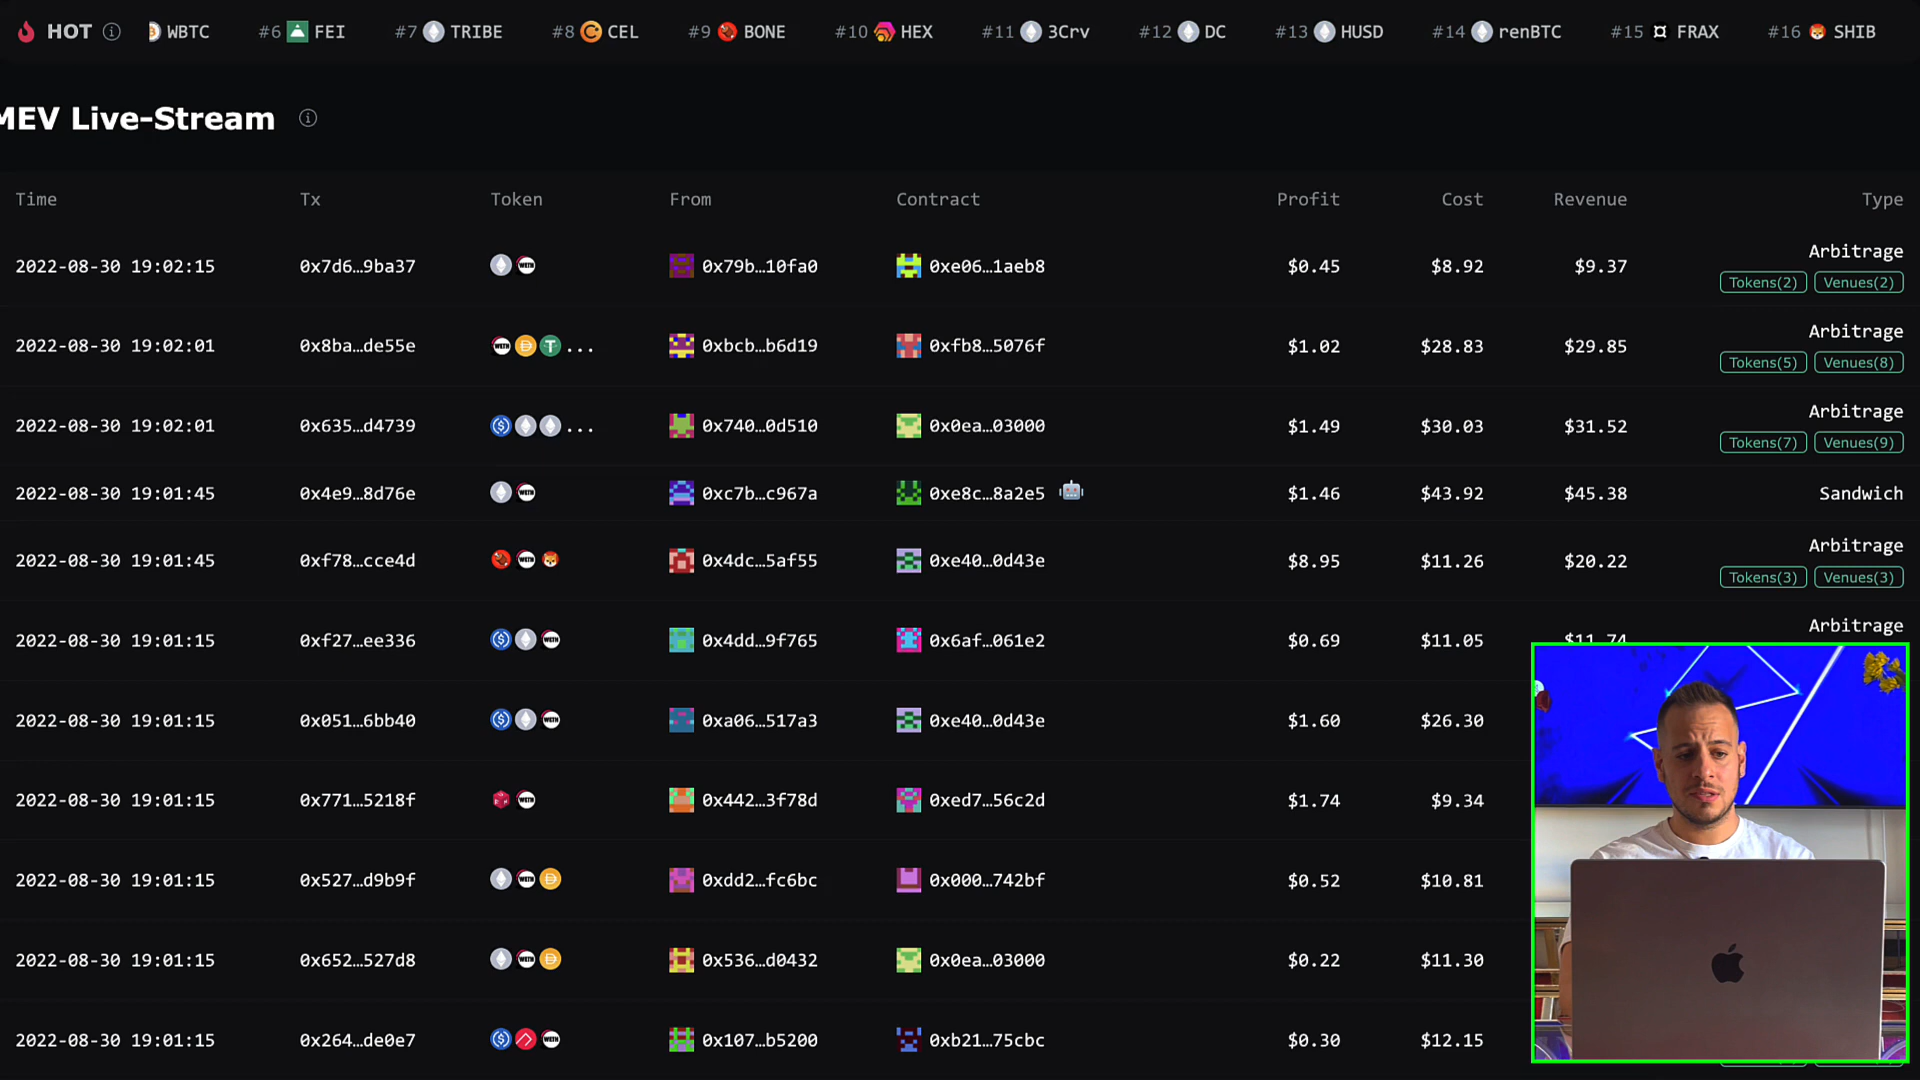 HOT WBTC #6 FEI #7 TRIBE #8 CEL #9 BONE #10 HEX #11 3Crv #12 DC #13 HUSD #14 renBTC #15 FRAX #16 SHIB
MEV Live-Stream
Time Tx Token From Contract Profit Cost Revenue Type
2022-08-30 19:02:15 0x7d6...9ba37 WETH 0x79b...10fa0 0xe06...1aeb8 $0.45 $8.92 $9.37 Arbitrage
Tokens(2) Venues(2)
2022-08-30 19:02:01 0x8ba...de55e WETH ... 0xbcb...b6d19 0xfb8...5076f $1.02 $28.83 $29.85 Arbitrage
Tokens(5) Venues(8)
2022-08-30 19:02:01 0x635...d4739 ... 0x740...0d510 0x0ea...03000 $1.49 $30.03 $31.52 Arbitrage
Tokens(7) Venues(9)
2022-08-30 19:01:45 0x4e9...8d76e WETH 0xc7b...c967a 0xe8c...8a2e5 $1.46 $43.92 $45.38 Sandwich
2022-08-30 19:01:45 0xf78...cce4d WETH 0x4dc...5af55 0xe40...0d43e $8.95 $11.26 $20.22 Arbitrage
Tokens(3) Venues(3)
2022-08-30 19:01:15 0xf27...ee336 WETH 0x4dd...9f765 0x6af...061e2 $0.69 $11.05 $11.74 Arbitrage
2022-08-30 19:01:15 0x051...6bb40 WETH 0xa06...517a3 0xe40...0d43e $1.60 $26.30
2022-08-30 19:01:15 0x771...5218f WETH 0x442...3f78d 0xed7...56c2d $1.74 $9.34
2022-08-30 19:01:15 0x527...d9b9f WETH 0xdd2...fc6bc 0x000...742bf $0.52 $10.81
2022-08-30 19:01:15 0x652...527d8 WETH 0x536...d0432 0x0ea...03000 $0.22 $11.30
2022-08-30 19:01:15 0x264...de0e7 WETH 0x107...b5200 0xb21...75cbc $0.30 $12.15